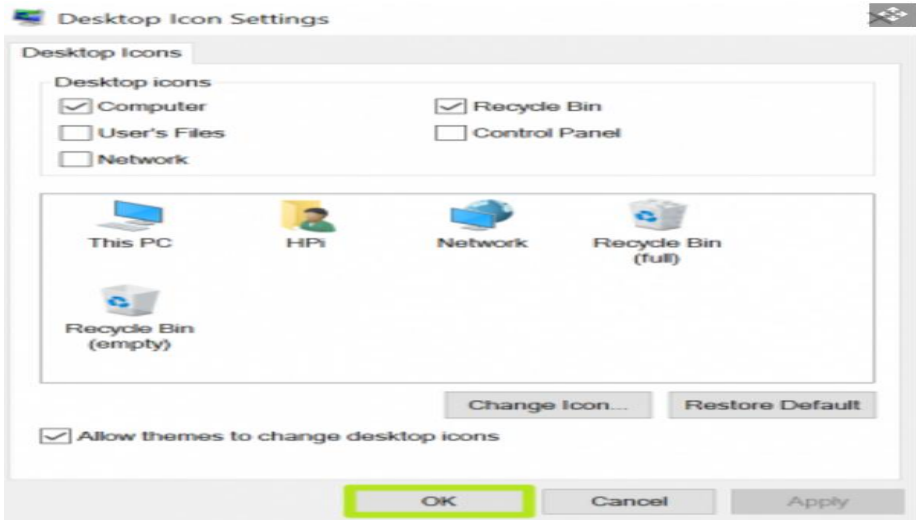 Desktop Icon Settings
Desktop Icons
Desktop icons
Computer
Recycle Bin
User's Files
Control Panel
Network
This PC
HPi
Network
Recycle Bin
(full)
Recycle Bin
(empty)
Change Icon...
Restore Default
Allow themes to change desktop icons
OK
Cancel
Apply